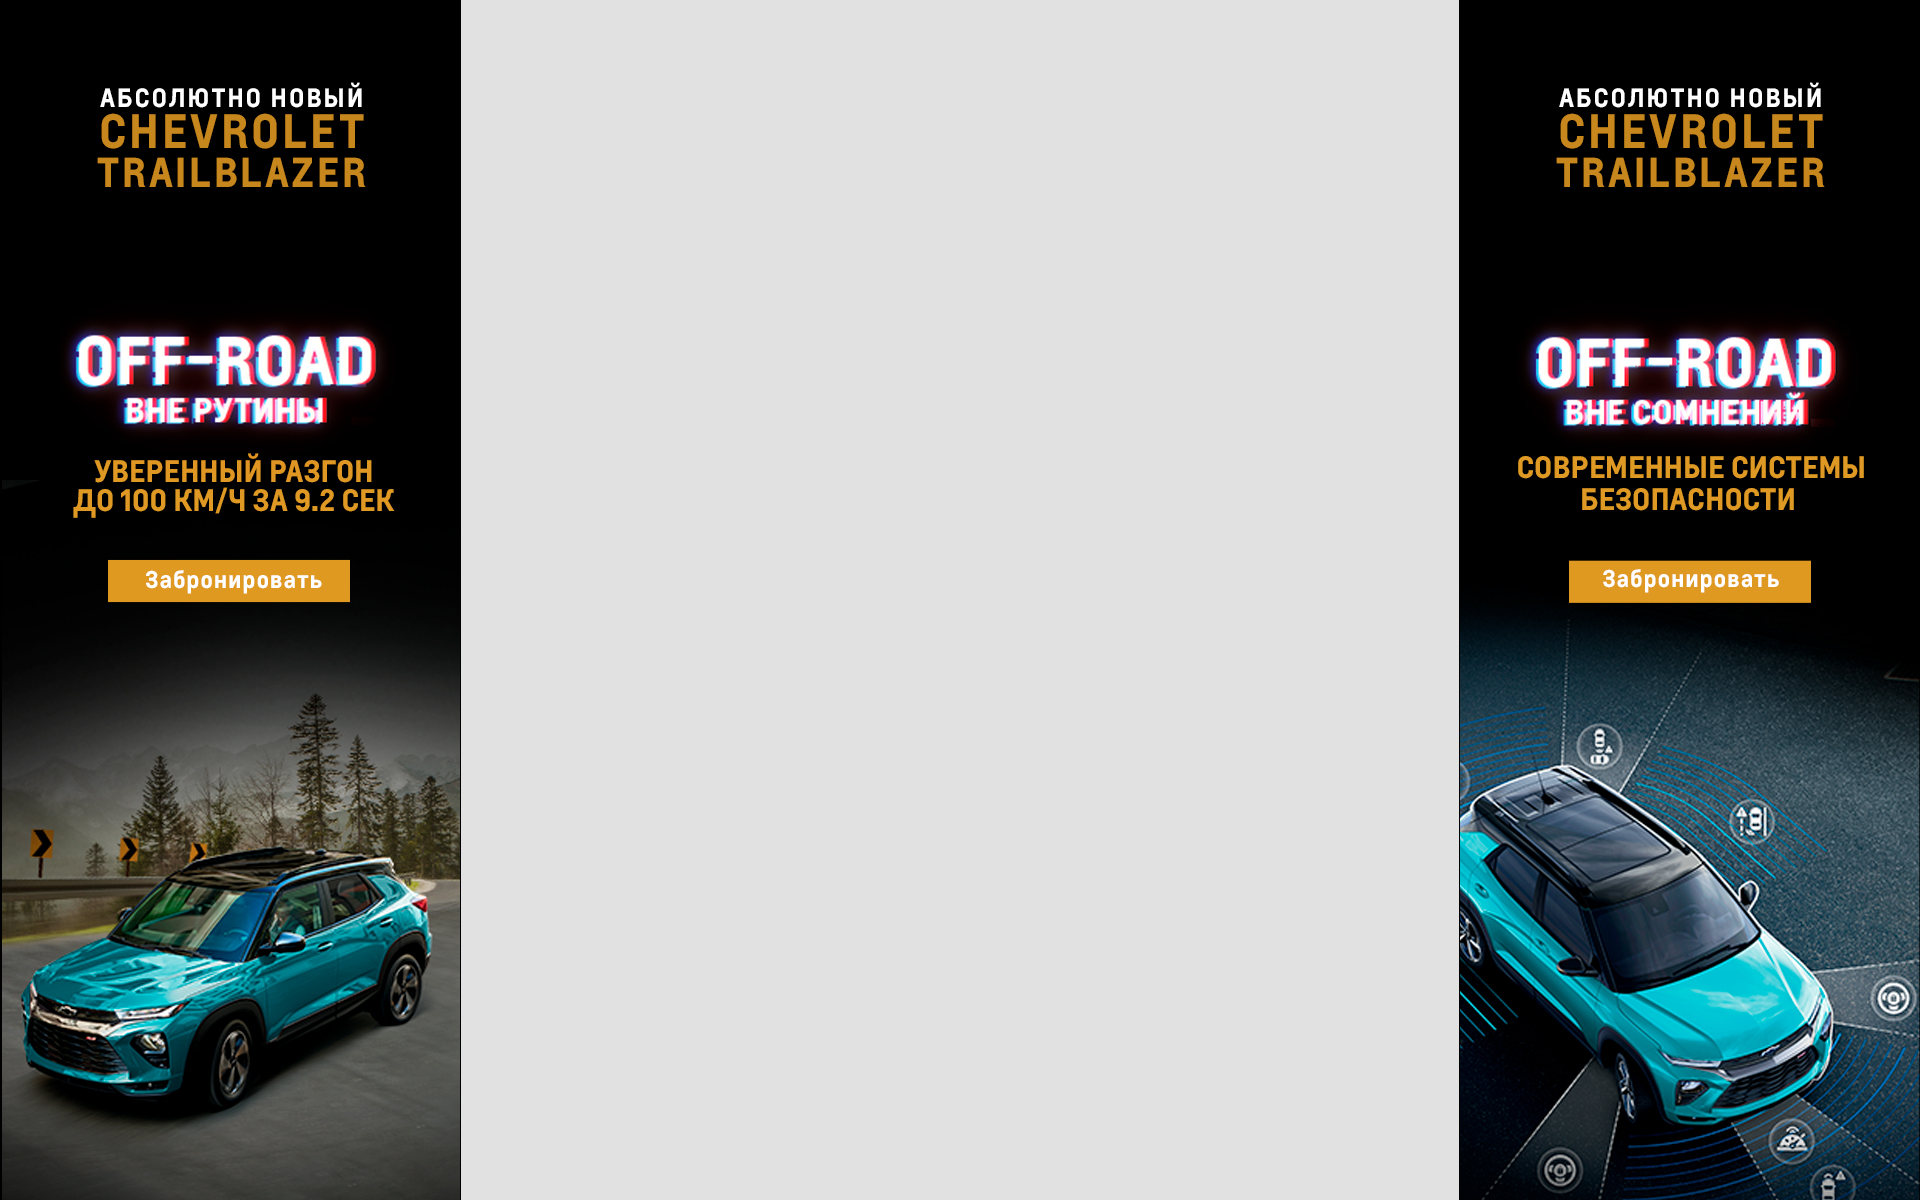 АБСОЛЮТНО НОВЫЙ
CHEVROLET
TRAILBLAZER
OFF-ROAD
ВНЕ РУТИНЫ
УВЕРЕННЫЙ РАЗГОН
ДО 100 КМ/Ч ЗА 9.2 СЕК
Забронировать
АБСОЛЮТНО НОВЫЙ
CHEVROLET
TRAILBLAZER
OFF-ROAD
ВНЕ СОМНЕНИЙ
СОВРЕМЕННЫЕ СИСТЕМЫ
БЕЗОПАСНОСТИ
Забронировать